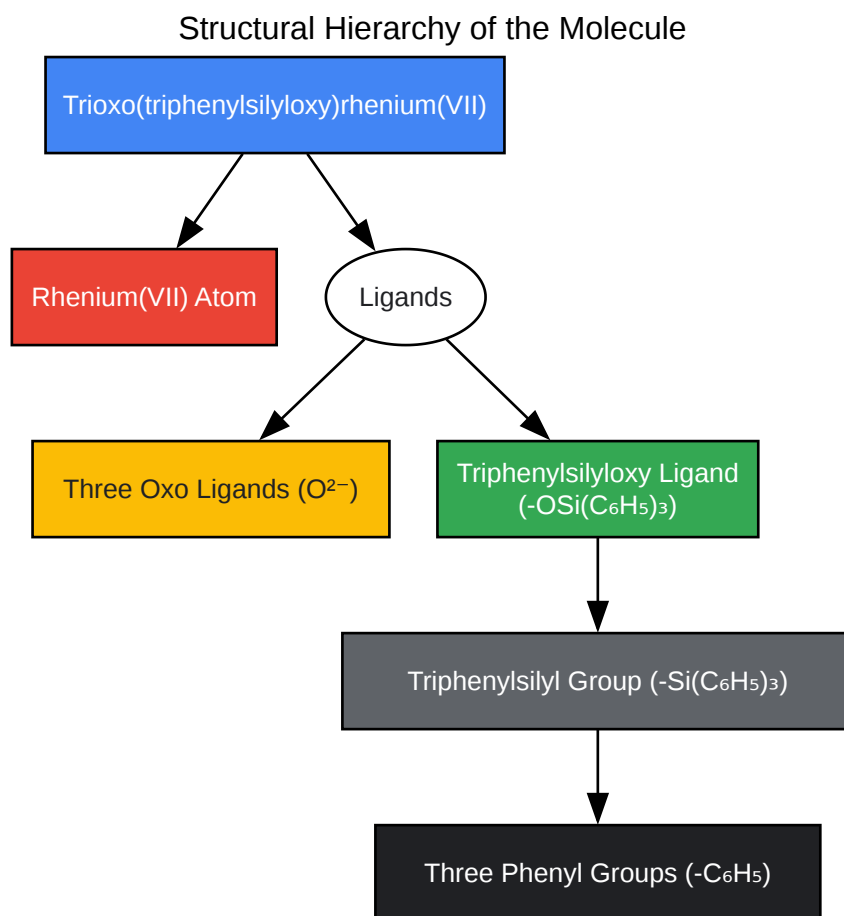 Structural Hierarchy of the Molecule
Trioxo(triphenylsilyloxy)rhenium(VII)
Rhenium(VII) Atom
Ligands
Three Oxo Ligands (O²⁻)
Triphenylsilyloxy Ligand
(-OSi(C₆H₅)₃)
Triphenylsilyl Group (-Si(C₆H₅)₃)
Three Phenyl Groups (-C₆H₅)